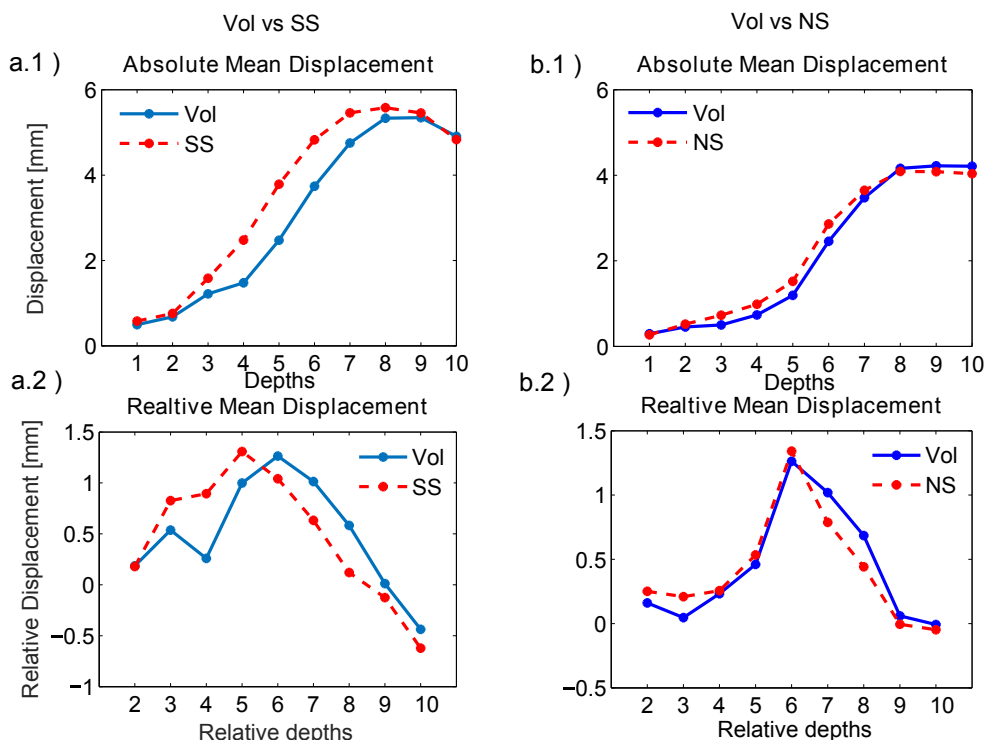 Vol vs SS
Vol vs NS
a.1 )
Absolute Mean Displacement
Displacement [mm]
6
4
2
0
Vol
SS
1 2 3 4 5 6 7 8 9 10
Depths
b.1 )
Absolute Mean Displacement
6
4
2
0
Vol
NS
1 2 3 4 5 6 7 8 9 10
Depths
a.2 )
Realtive Mean Displacement
Relative Displacement [mm]
1.5
1
0.5
0
−0.5
−1
Vol
SS
2 3 4 5 6 7 8 9 10
Relative depths
b.2 )
Realtive Mean Displacement
1.5
1
0.5
0
−0.5
Vol
NS
2 3 4 5 6 7 8 9 10
Relative depths